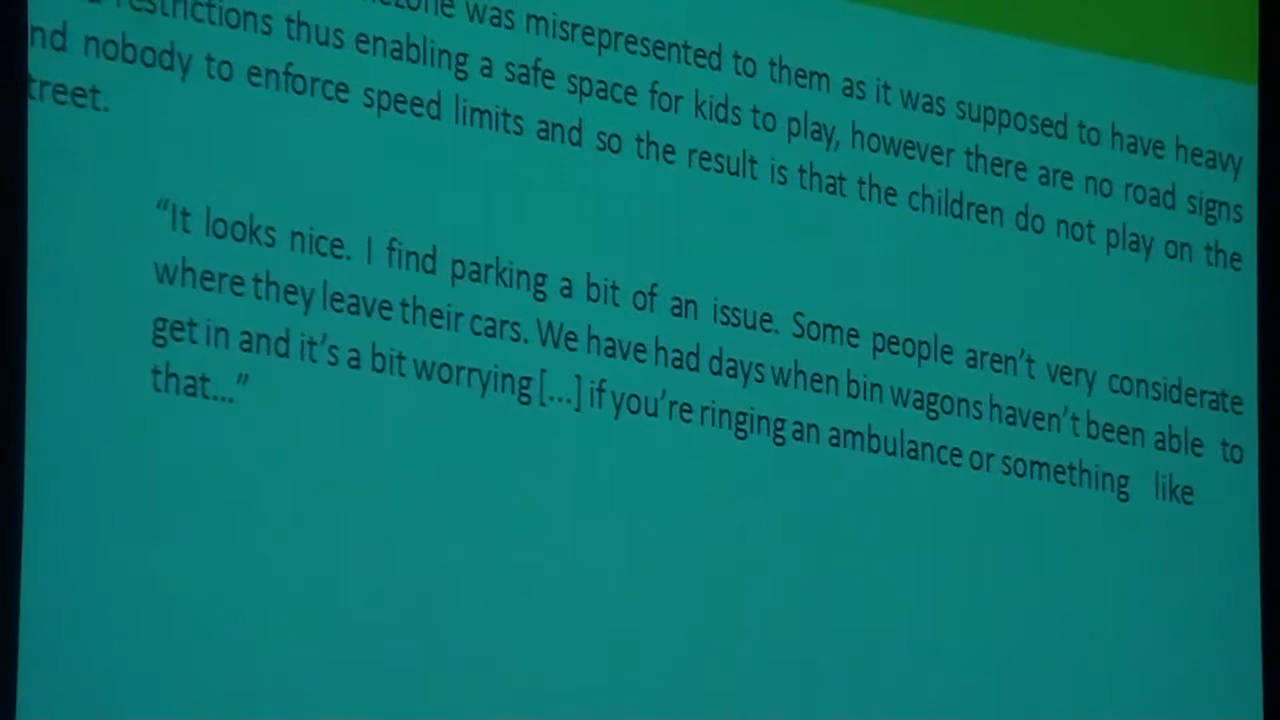 was misrepresented to them as it was supposed to have heavy
restrictions thus enabling a safe space for kids to play, however there are no road signs
nd nobody to enforce speed limits and so the result is that the children do not play on the
treet.
“It looks nice. I find parking a bit of an issue. Some people aren’t very considerate
where they leave their cars. We have had days when bin wagons haven’t been able to
get in and it’s a bit worrying [...] if you’re ringing an ambulance or something like
that...”